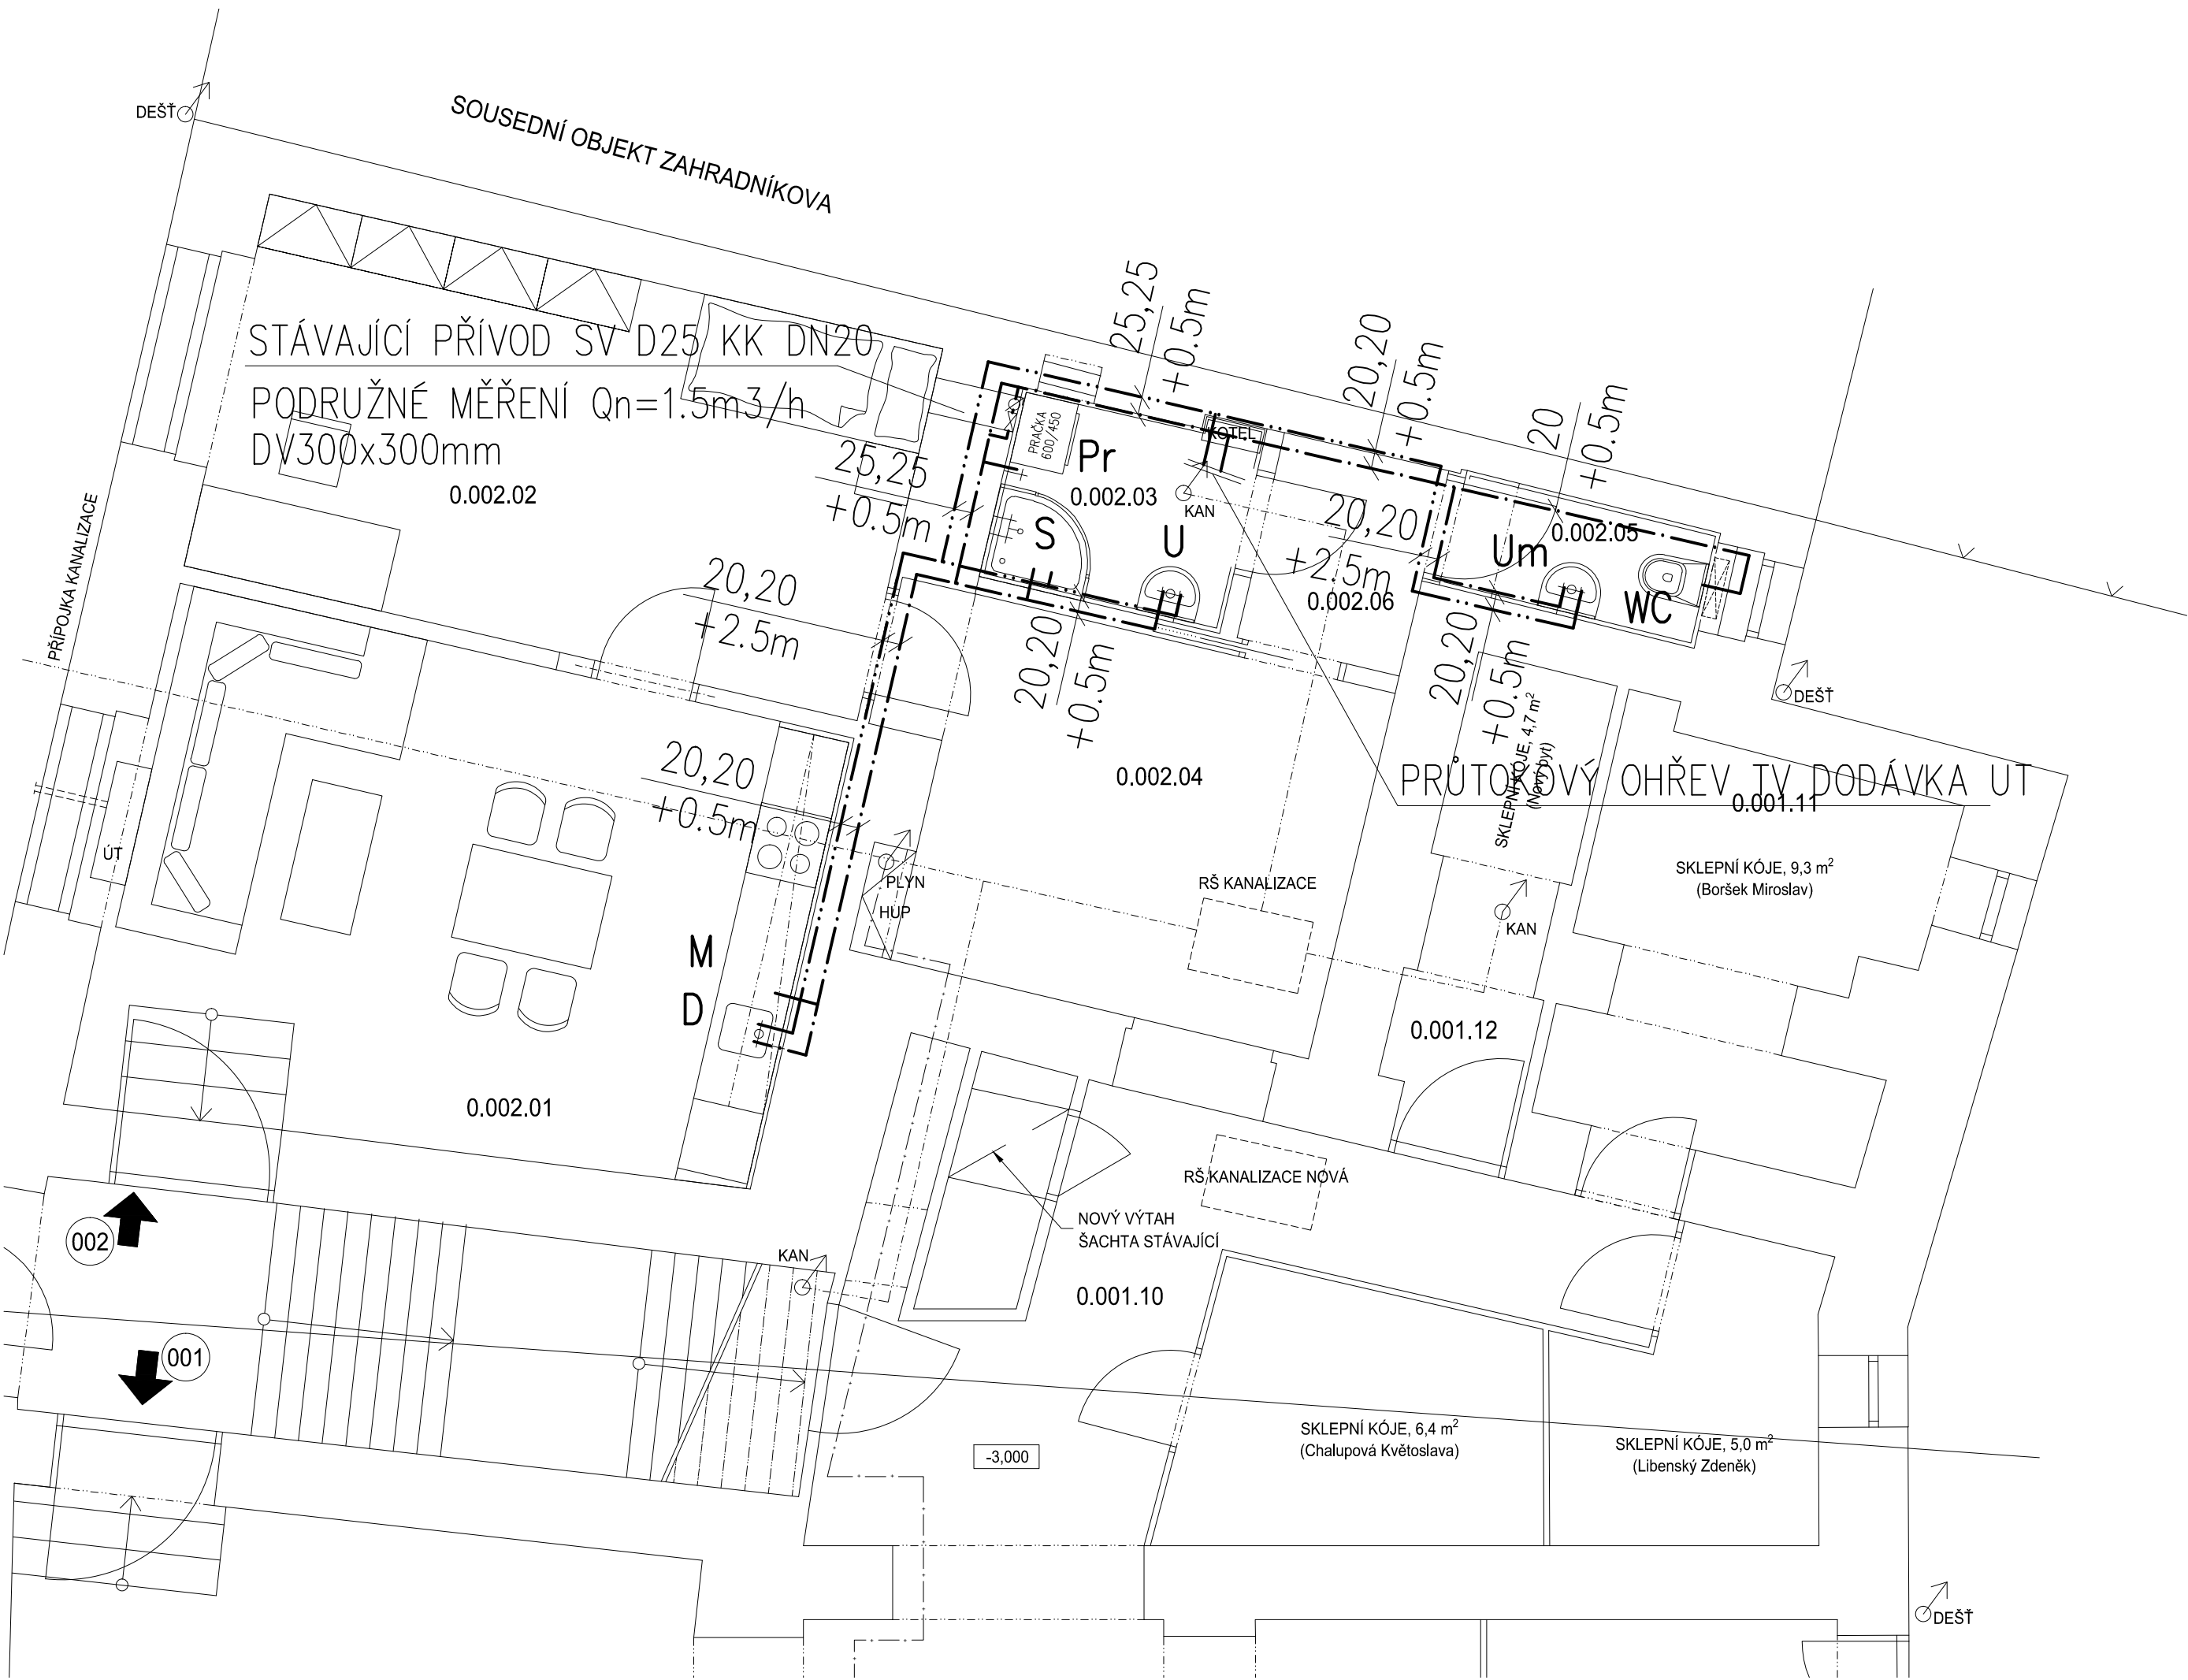 DEŠŤ
SOUSEDNÍ OBJEKT ZAHRADNÍKOVA
STÁVAJÍCÍ PŘÍVOD SV D25 KK DN20
PODRUŽNÉ MĚŘENÍ Qn=1.5m3/h
DV300x300mm
0.002.02
PŘÍPOJKA KANALIZACE
25,25
+0.5m
20,20
+0.5m
20
+0.5m
PRAČKA
600/450
Pr
KOTEL
0.002.03
KAN
S
U
25,25
+0.5m
20,20
+2.5m
0.002.06
Um
0.002.05
WC
20,20
+2.5m
20,20
+0.5m
20,20
+0.5m
DEŠŤ
20,20
+0.5m
0.002.04
PRŮTOKOVÝ OHŘEV TV DODÁVKA UT
SKLEPNÍ KÓJE, 4,7 m²
(Nový byt)
0.001.11
SKLEPNÍ KÓJE, 9,3 m²
(Boršek Miroslav)
ÚT
PLYN
HUP
RŠ KANALIZACE
KAN
M
D
0.001.12
0.002.01
RŠ KANALIZACE NOVÁ
NOVÝ VÝTAH
ŠACHTA STÁVAJÍCÍ
002
KAN
0.001.10
001
-3,000
SKLEPNÍ KÓJE, 6,4 m²
(Chalupová Květoslava)
SKLEPNÍ KÓJE, 5,0 m²
(Libenský Zdeněk)
DEŠŤ